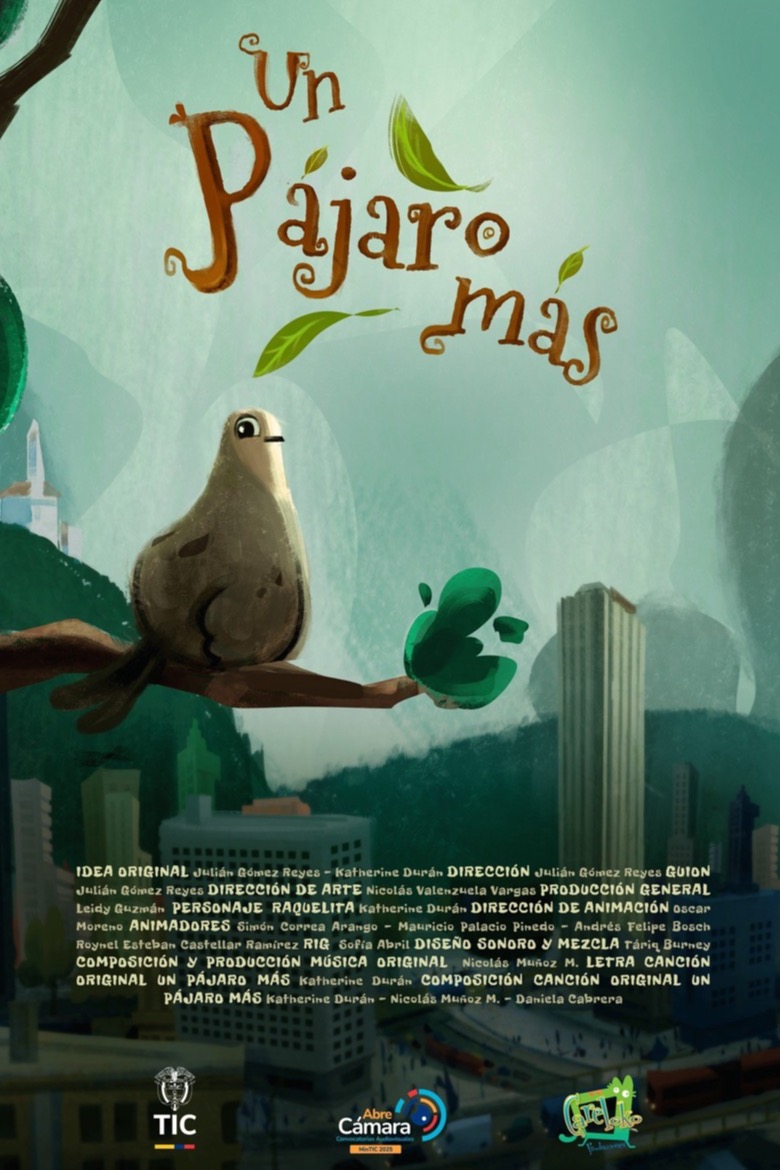 Un
Pájaro
más
IDEA ORIGINAL Julián Gómez Reyes - Katherine Durán DIRECCIÓN Julián Gómez Reyes GUION
Julián Gómez Reyes DIRECCIÓN DE ARTE Nicolás Valenzuela Vargas PRODUCCIÓN GENERAL
Leidy Guzmán PERSONAJE RAQUELITA Katherine Durán DIRECCIÓN DE ANIMACIÓN Oscar
Moreno ANIMADORES Simón Correa Arango - Mauricio Palacio Pinedo - Andrés Felipe Bosch
Roynel Esteban Castellar Ramírez RIG Sofía Abril DISEÑO SONORO Y MEZCLA Táriq Burney
COMPOSICIÓN Y PRODUCCIÓN MÚSICA ORIGINAL Nicolás Muñoz M. LETRA CANCIÓN
ORIGINAL UN PÁJARO MÁS Katherine Durán COMPOSICIÓN CANCIÓN ORIGINAL UN
PÁJARO MÁS Katherine Durán - Nicolás Muñoz M. - Daniela Cabrera
TIC
Abre
Cámara
Convocatorias Audiovisuales
MinTIC 2025
CareLoko
Producciones